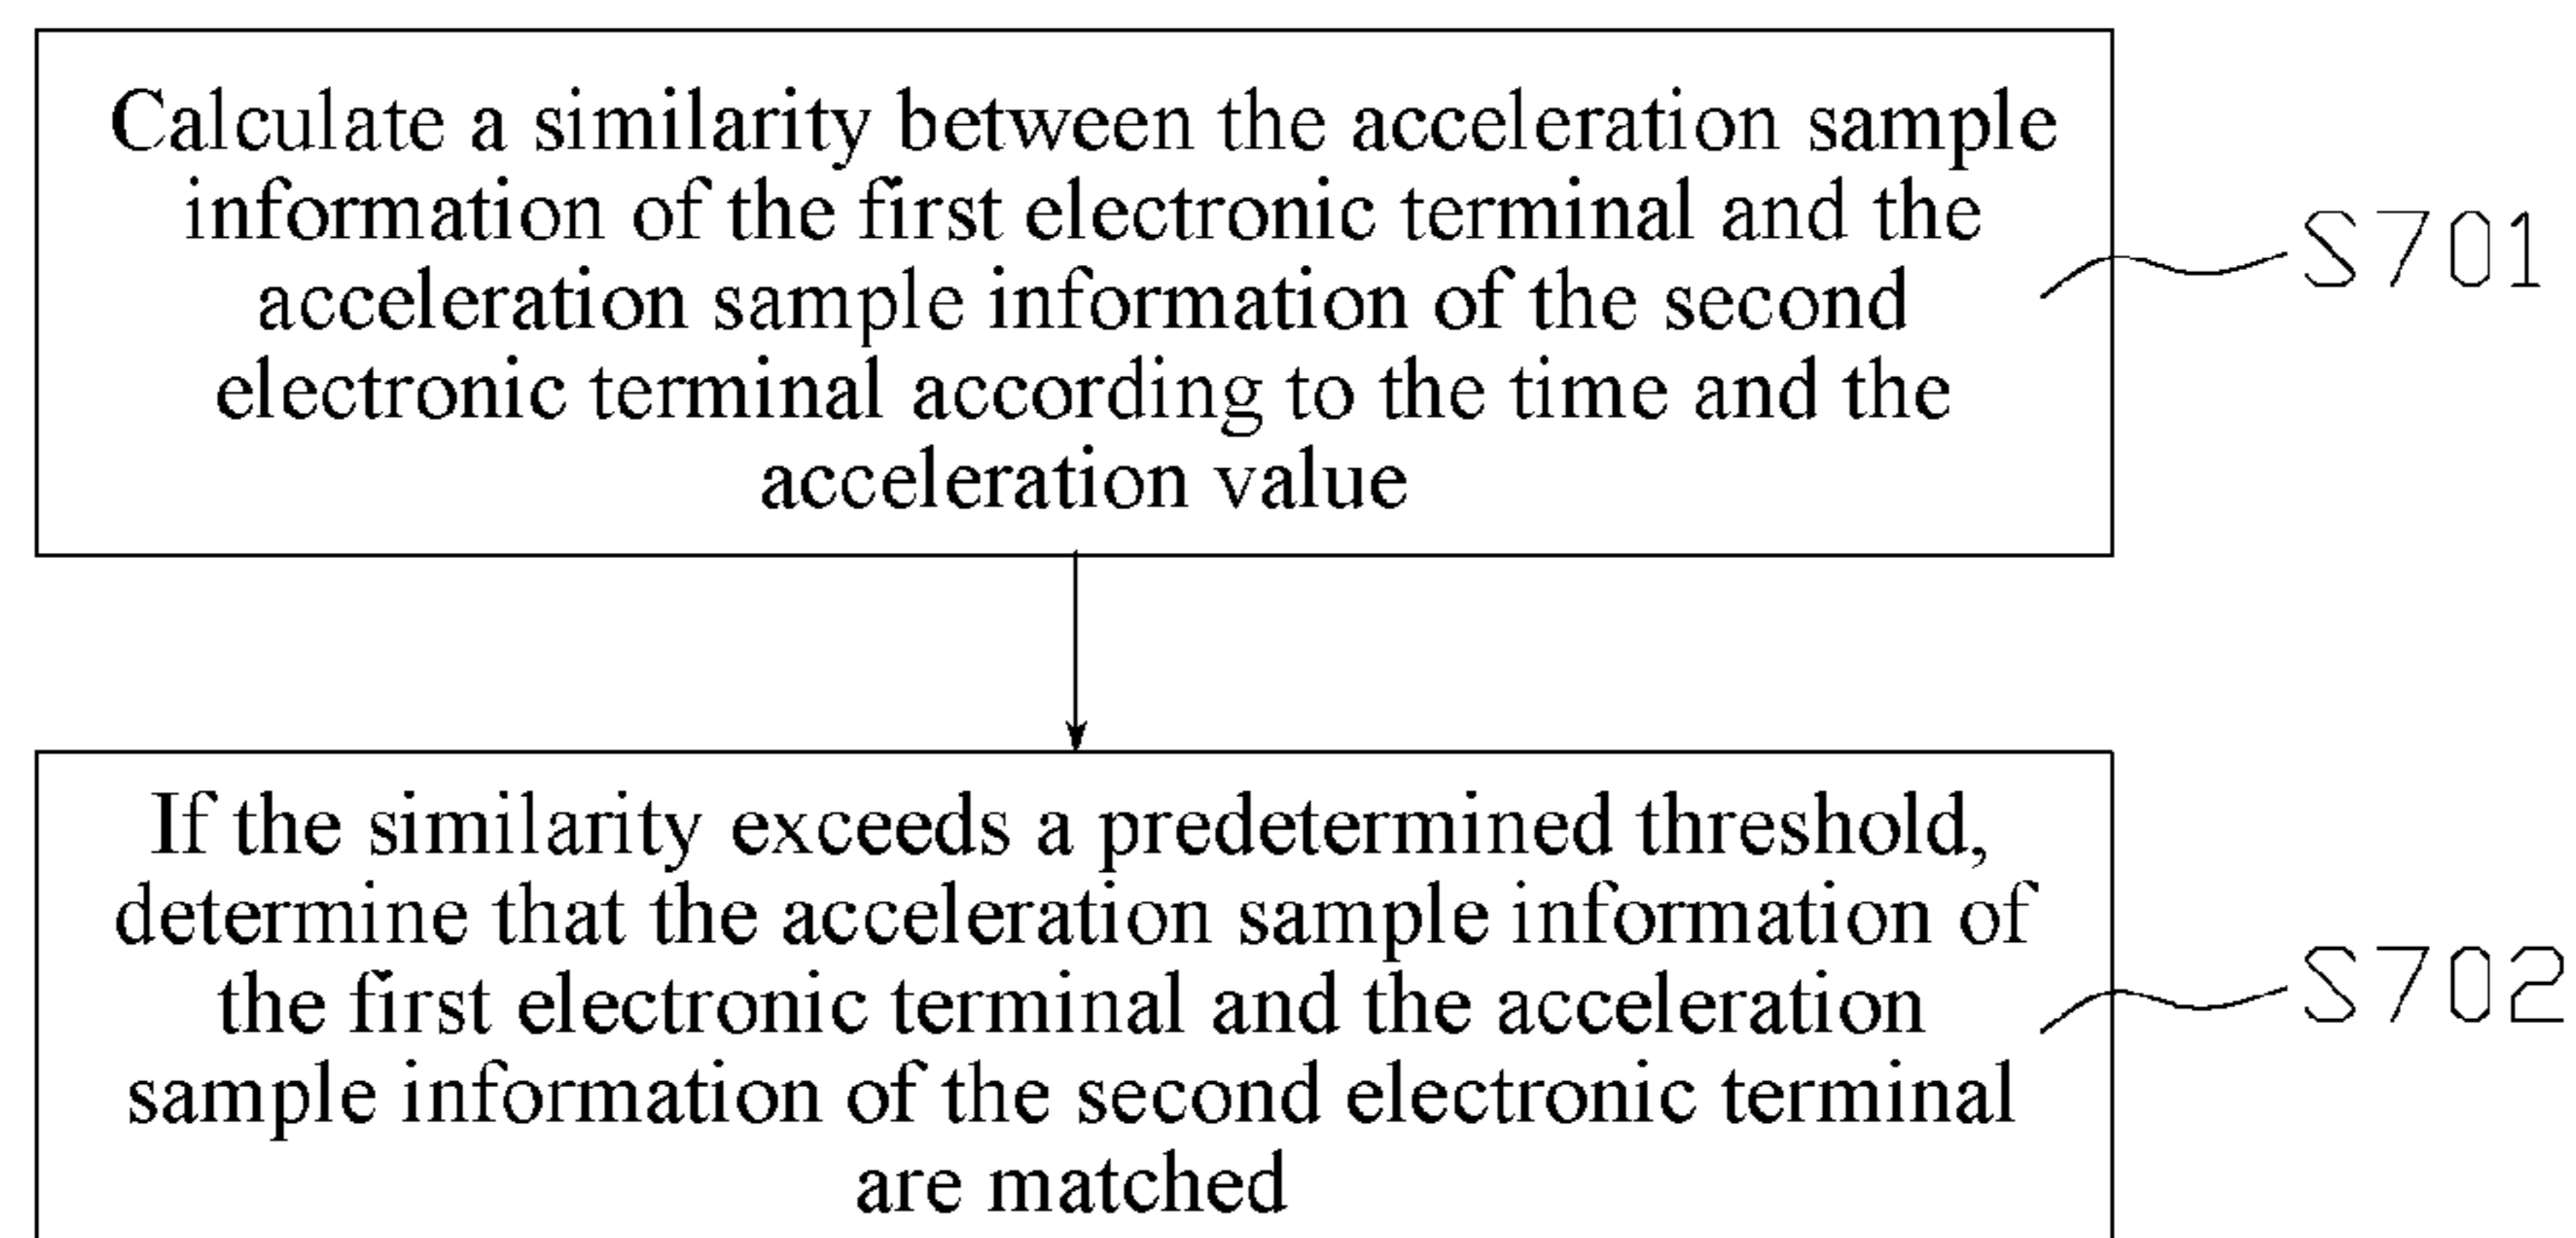 Calculate a similarity between the acceleration sample
information of the first electronic terminal and the
acceleration sample information of the second
electronic terminal according to the time and the
acceleration value
S701
If the similarity exceeds a predetermined threshold,
determine that the acceleration sample information of
the first electronic terminal and the acceleration
sample information of the second electronic terminal
are matched
S702